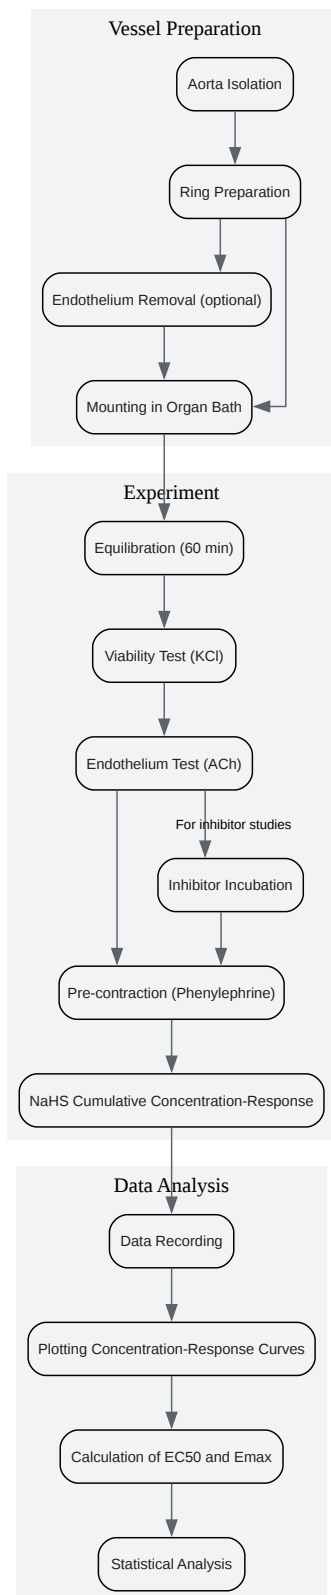 Vessel Preparation
Aorta Isolation
Ring Preparation
Endothelium Removal (optional)
Mounting in Organ Bath
Experiment
Equilibration (60 min)
Viability Test (KCl)
Endothelium Test (ACh)
For inhibitor studies
Inhibitor Incubation
Pre-contraction (Phenylephrine)
NaHS Cumulative Concentration-Response
Data Analysis
Data Recording
Plotting Concentration-Response Curves
Calculation of EC50 and Emax
Statistical Analysis